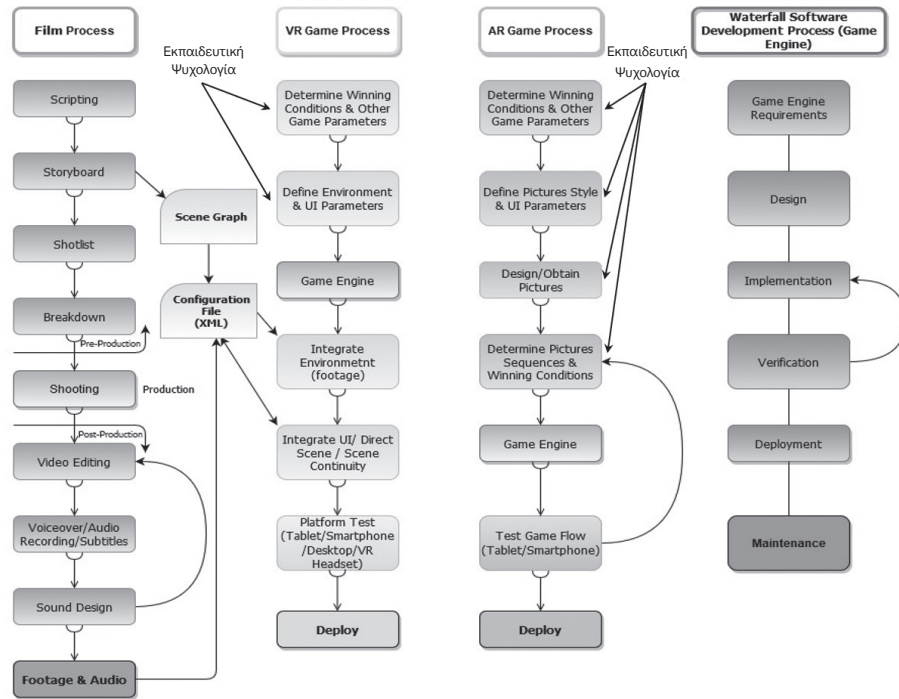 Film Process
Scripting
Storyboard
Shotlist
Breakdown
Pre-Production
Shooting
Production
Post-Production
Video Editing
Voiceover/Audio
Recording/Subtitles
Sound Design
Footage & Audio
Scene Graph
Configuration
File
(XML)
VR Game Process
Εκπαιδευτική
Ψυχολογία
Determine Winning
Conditions & Other
Game Parameters
Define Environment
& UI Parameters
Game Engine
Integrate
Environmetnt
(footage)
Integrate UI/ Direct
Scene / Scene
Continuity
Platform Test
(Tablet/Smartphone
/Desktop/VR
Headset)
Deploy
AR Game Process
Εκπαιδευτική
Ψυχολογία
Determine Winning
Conditions & Other
Game Parameters
Define Pictures Style
& UI Parameters
Design/Obtain
Pictures
Determine Pictures
Sequences &
Winning Conditions
Game Engine
Test Game Flow
(Tablet/Smartphone)
Deploy
Waterfall Software
Development Process (Game
Engine)
Game Engine
Requirements
Design
Implementation
Verification
Deployment
Maintenance